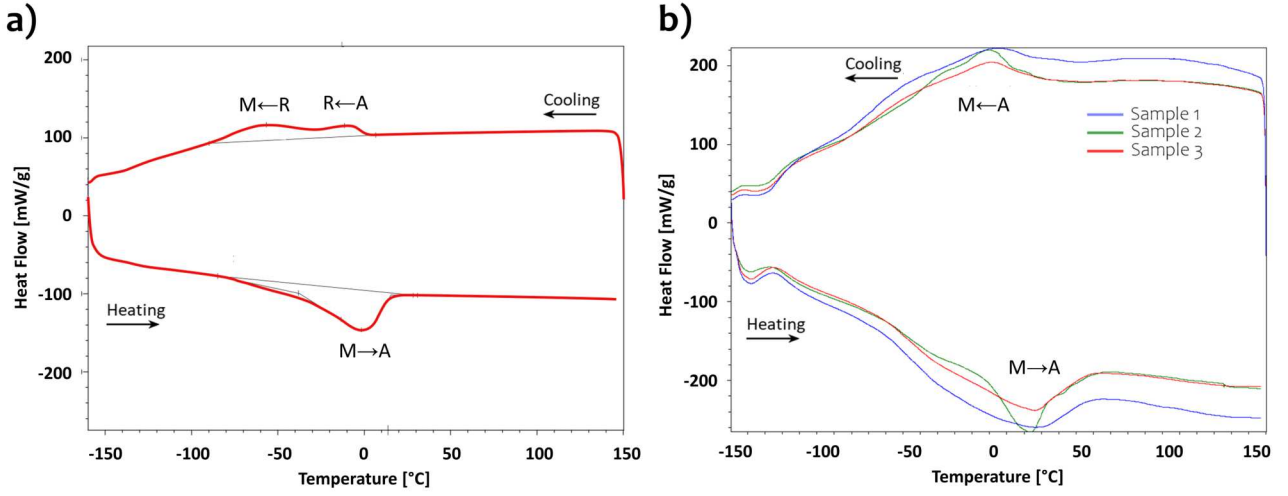 a)
200
100
0
-100
-200
Heat Flow [mW/g]
M←R
R←A
Cooling
Heating
M→A
-150
-100
-50
0
50
100
150
Temperature [°C]
b)
200
100
0
-100
-200
Heat Flow [mW/g]
Cooling
M←A
Sample 1
Sample 2
Sample 3
Heating
M→A
-150
-100
-50
0
50
100
150
Temperature [°C]